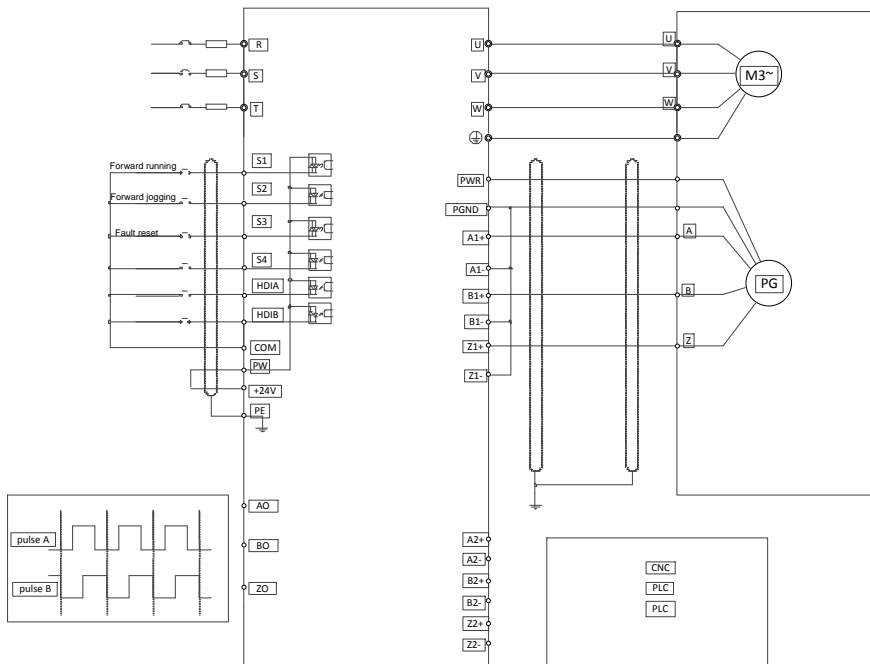 R
S
T
Forward running
S1
Forward jogging
S2
Fault reset
S3
S4
HDIA
HDIB
COM
PW
+24V
PE
U
V
W
U
V
W
M3~
PWR
PGND
A1+
A1-
B1+
B1-
Z1+
Z1-
A
B
Z
PG
pulse A
pulse B
AO
BO
ZO
A2+
A2-
B2+
B2-
Z2+
Z2-
CNC
PLC
PLC